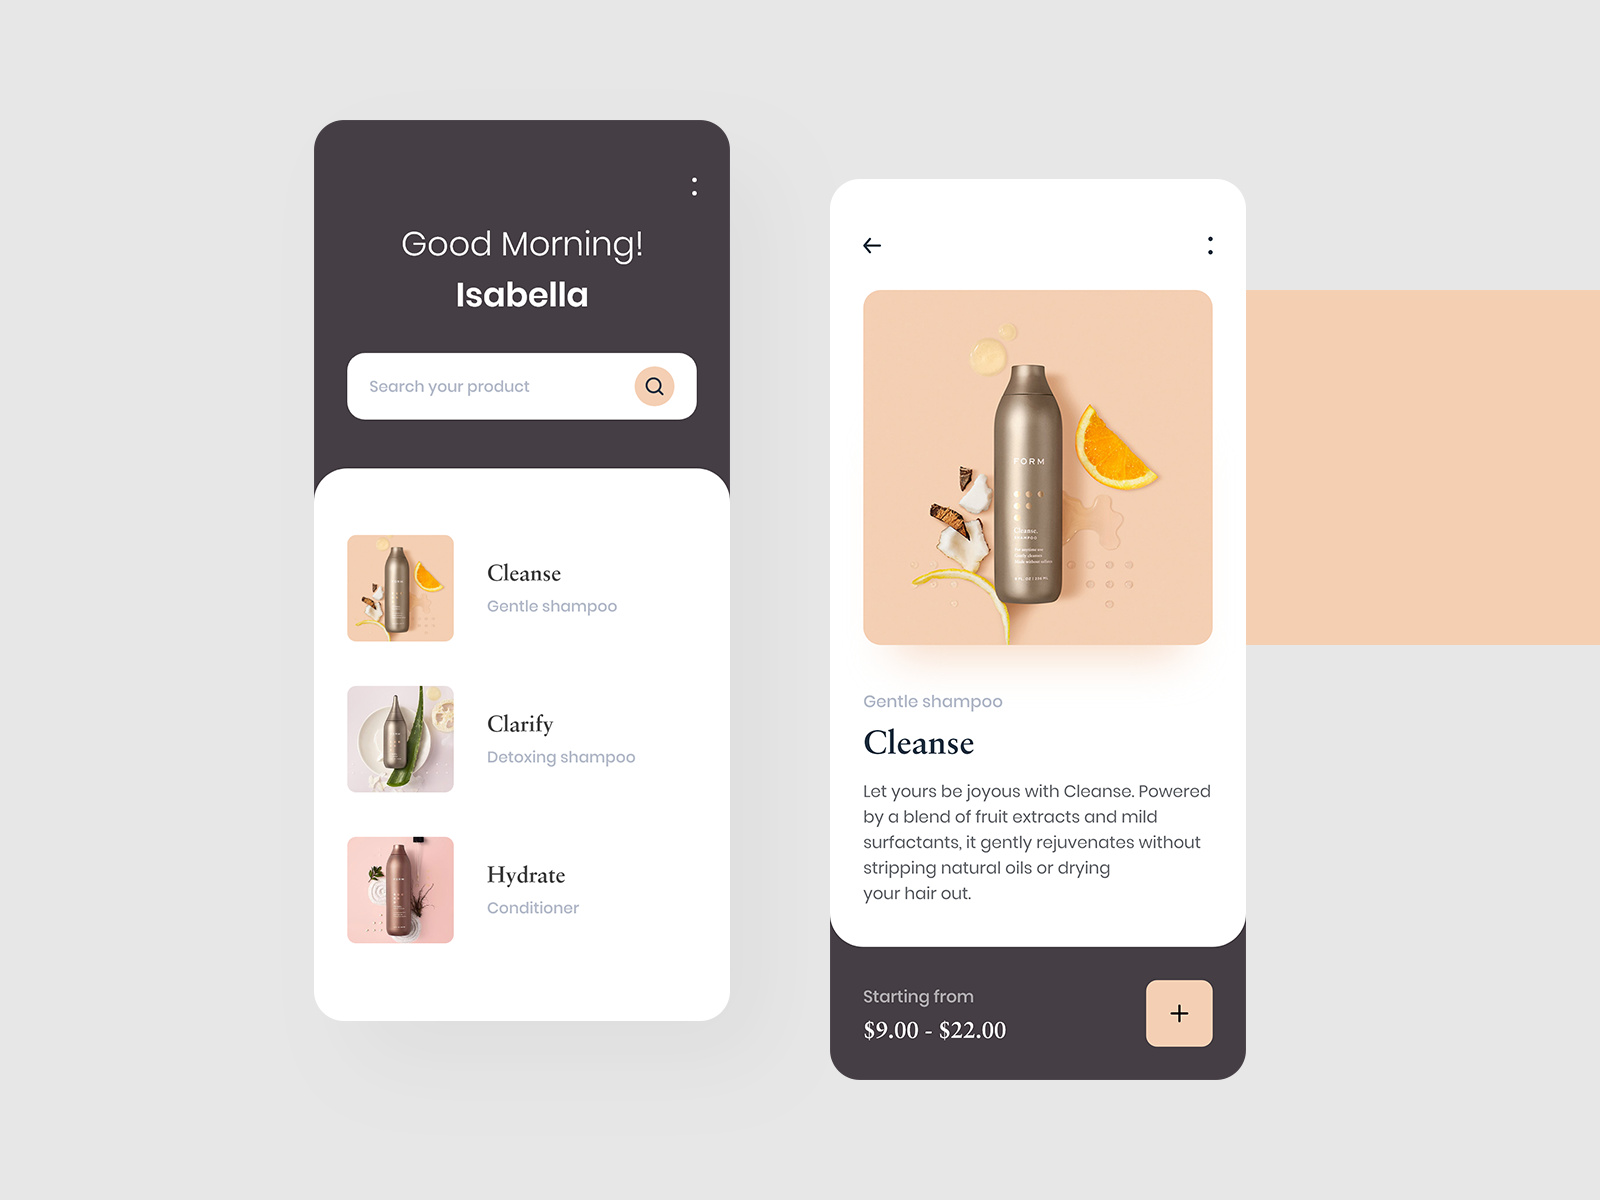 Good Morning!
Isabella
Search your product
Cleanse
Gentle shampoo
Clarify
Detoxing shampoo
Hydrate
Conditioner
FORM
Cleanse.
SHAMPOO
Gentle shampoo
Cleanse
Let yours be joyous with Cleanse. Powered
by a blend of fruit extracts and mild
surfactants, it gently rejuvenates without
stripping natural oils or drying
your hair out.
Starting from
$9.00 - $22.00